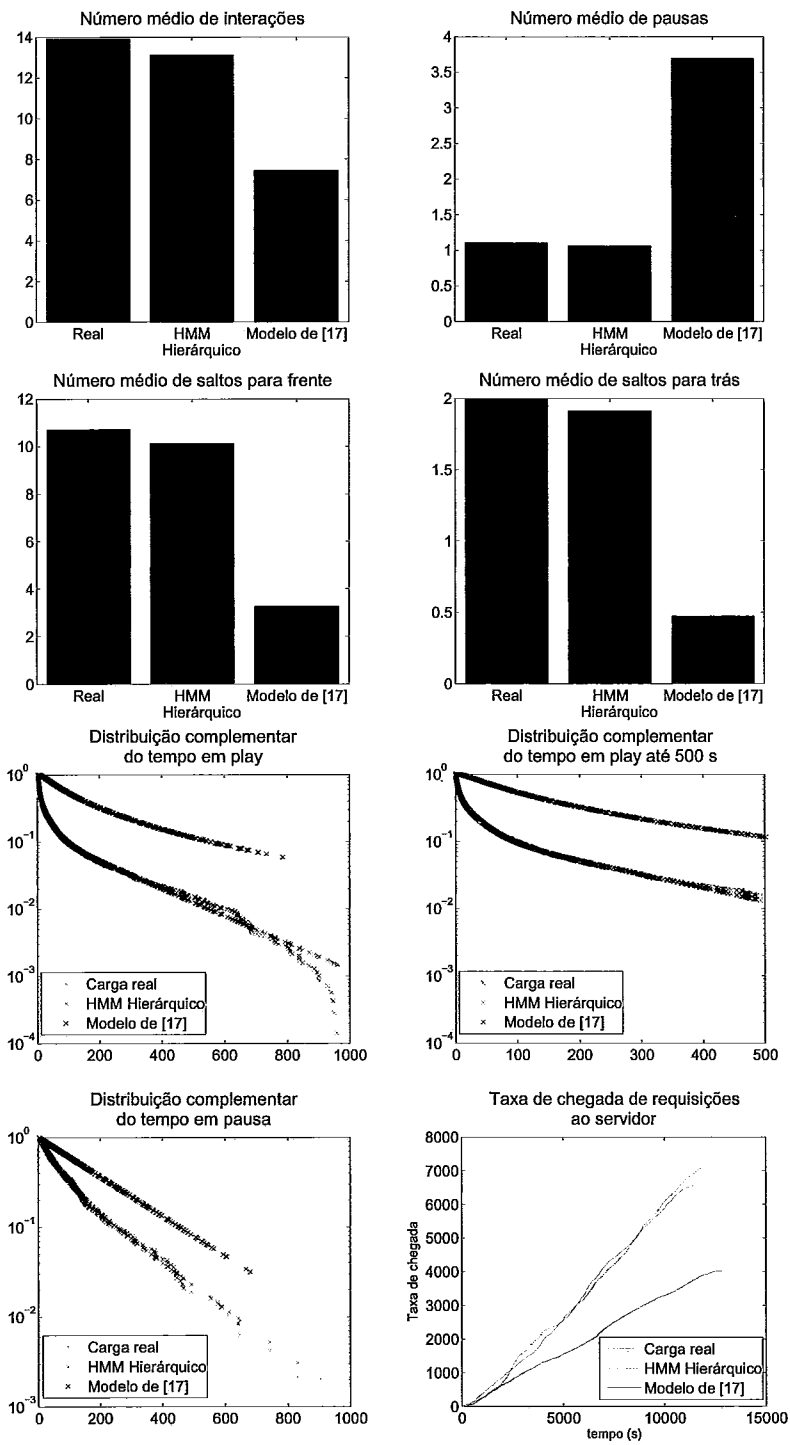 Número médio de interações
14
12
10
8
6
4
2
0
Real
HMM
Hierárquico
Modelo de [17]
Número médio de pausas
4
3.5
3
2.5
2
1.5
1
0.5
0
Real
HMM
Hierárquico
Modelo de [17]
Número médio de saltos para frente
12
10
8
6
4
2
0
Real
HMM
Hierárquico
Modelo de [17]
Número médio de saltos para trás
2
1.5
1
0.5
0
Real
HMM
Hierárquico
Modelo de [17]
Distribuição complementar
do tempo em play
10^0
10^-1
10^-2
10^-3
10^-4
0 200 400 600 800 1000
Carga real
HMM Hierárquico
Modelo de [17]
Distribuição complementar
do tempo em play até 500 s
10^0
10^-1
10^-2
10^-3
10^-4
0 100 200 300 400 500
Carga real
HMM Hierárquico
Modelo de [17]
Distribuição complementar
do tempo em pausa
10^0
10^-1
10^-2
10^-3
0 200 400 600 800 1000
Carga real
HMM Hierárquico
Modelo de [17]
Taxa de chegada de requisições
ao servidor
Taxa de chegada
8000
7000
6000
5000
4000
3000
2000
1000
0
0 5000 10000 15000
tempo (s)
Carga real
HMM Hierárquico
Modelo de [17]